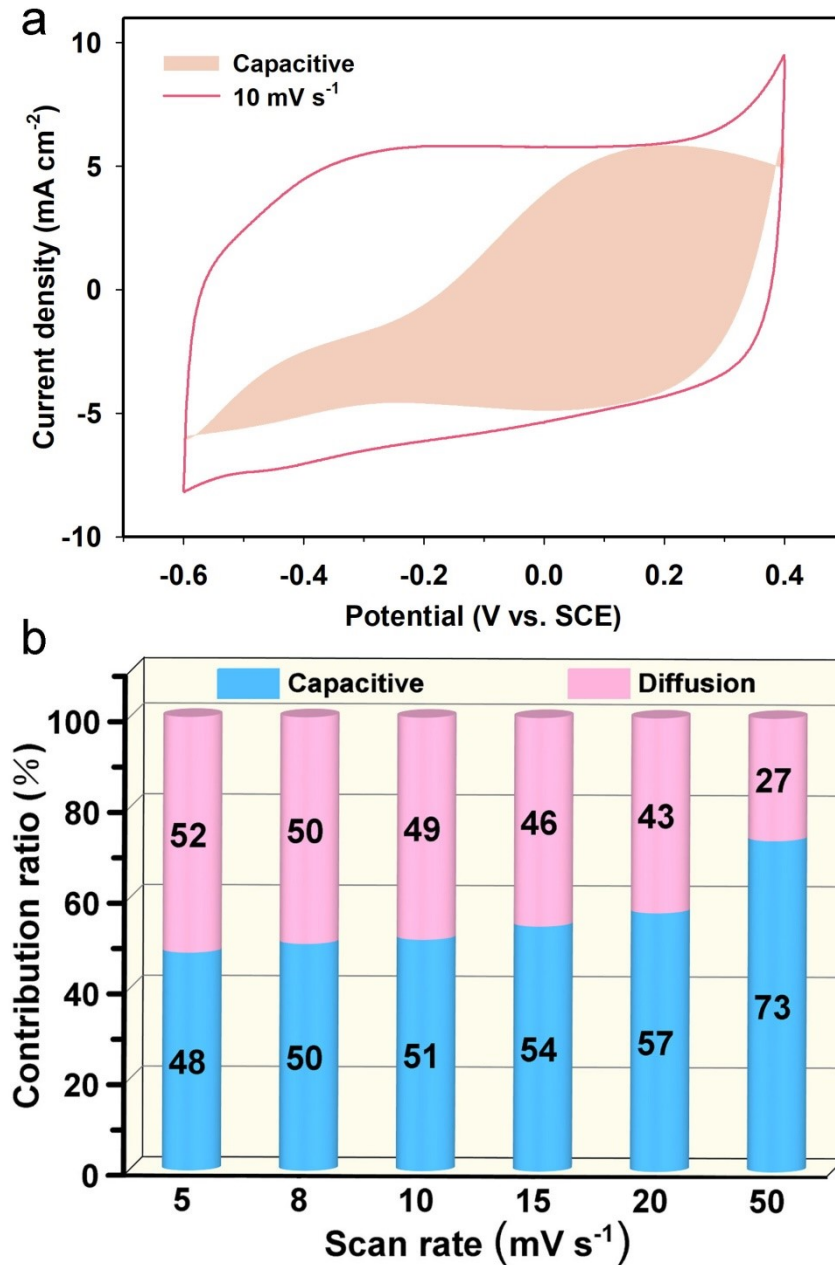 a
Capacitive
10 mV s⁻¹
10
5
0
-5
-10
Current density (mA cm⁻²)
-0.6 -0.4 -0.2 0.0 0.2 0.4
Potential (V vs. SCE)
b
Capacitive Diffusion
100
80
60
40
20
0
Contribution ratio (%)
52 50 49 46 43 27
48 50 51 54 57 73
5 8 10 15 20 50
Scan rate (mV s⁻¹)